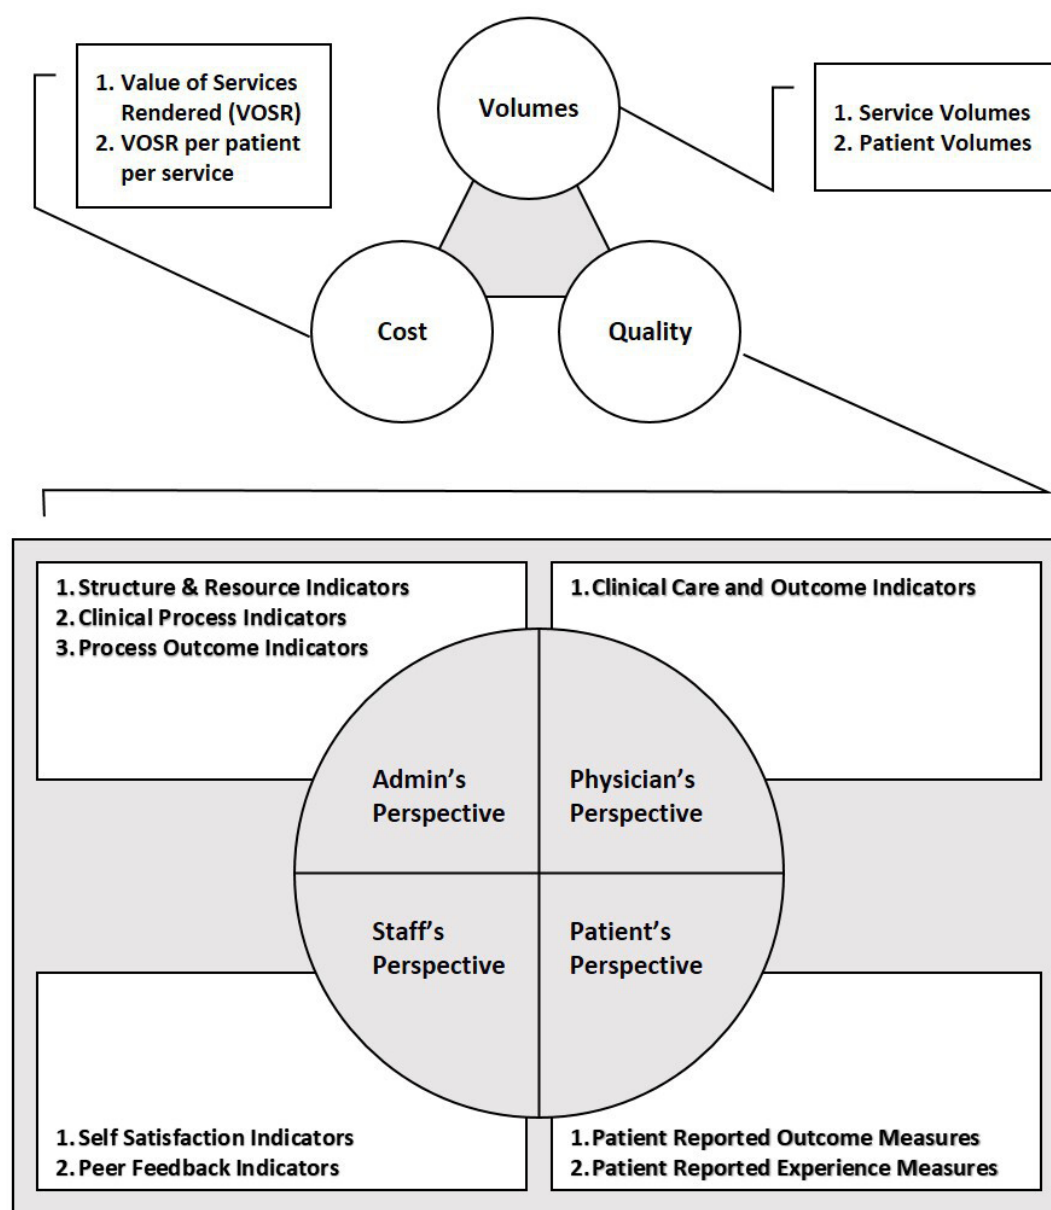 1. Value of Services
Rendered (VOSR)
2. VOSR per patient
per service
Volumes
1. Service Volumes
2. Patient Volumes
Cost
Quality
1. Structure & Resource Indicators
2. Clinical Process Indicators
3. Process Outcome Indicators
1. Clinical Care and Outcome Indicators
Admin's
Perspective
Physician's
Perspective
Staff's
Perspective
Patient's
Perspective
1. Self Satisfaction Indicators
2. Peer Feedback Indicators
1. Patient Reported Outcome Measures
2. Patient Reported Experience Measures